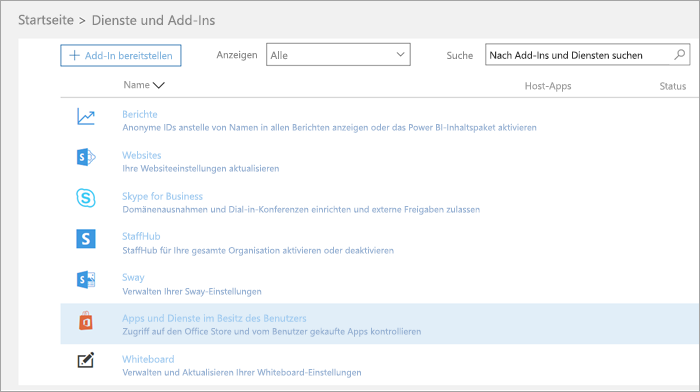 Startseite > Dienste und Add-Ins
+ Add-In bereitstellen Anzeigen Alle Suche Nach Add-Ins und Diensten suchen
Name Host-Apps Status
Berichte
Anonyme IDs anstelle von Namen in allen Berichten anzeigen oder das Power BI-Inhaltspaket aktivieren
Websites
Ihre Websiteeinstellungen aktualisieren
Skype for Business
Domänenausnahmen und Dial-in-Konferenzen einrichten und externe Freigaben zulassen
StaffHub
StaffHub für Ihre gesamte Organisation aktivieren oder deaktivieren
Sway
Verwalten Ihrer Sway-Einstellungen
Apps und Dienste im Besitz des Benutzers
Zugriff auf den Office Store und vom Benutzer gekaufte Apps kontrollieren
Whiteboard
Verwalten und Aktualisieren Ihrer Whiteboard-Einstellungen